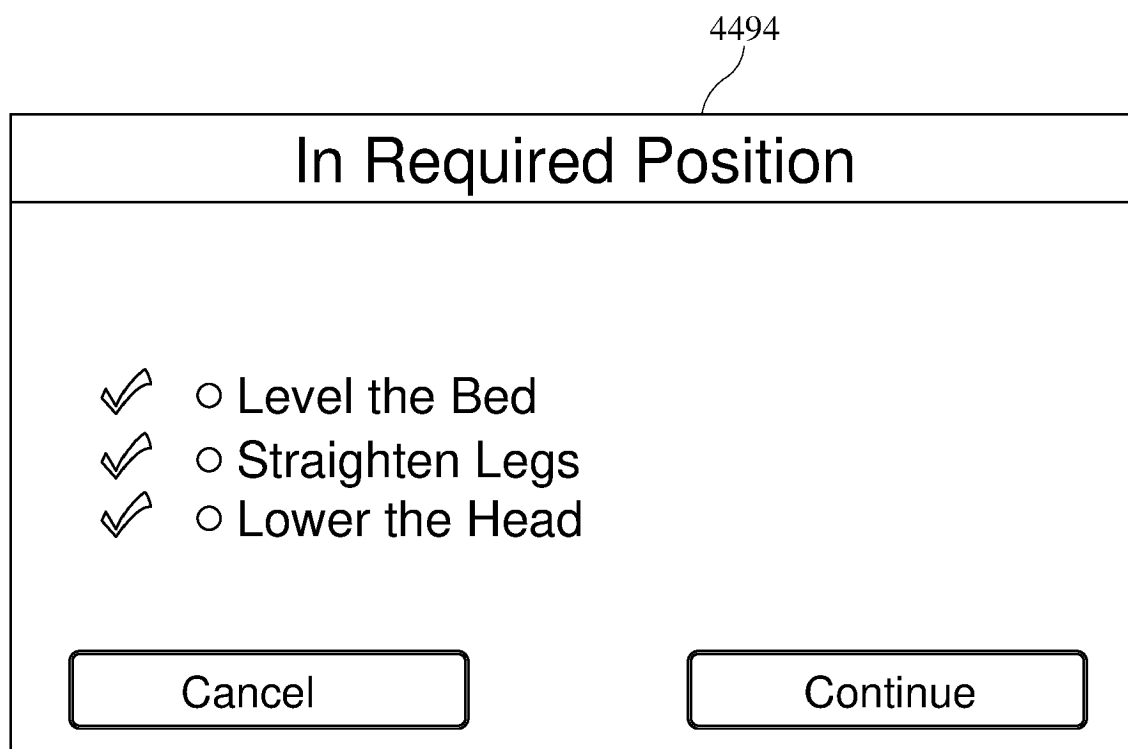 4494
In Required Position
Level the Bed
Straighten Legs
Lower the Head
Cancel
Continue